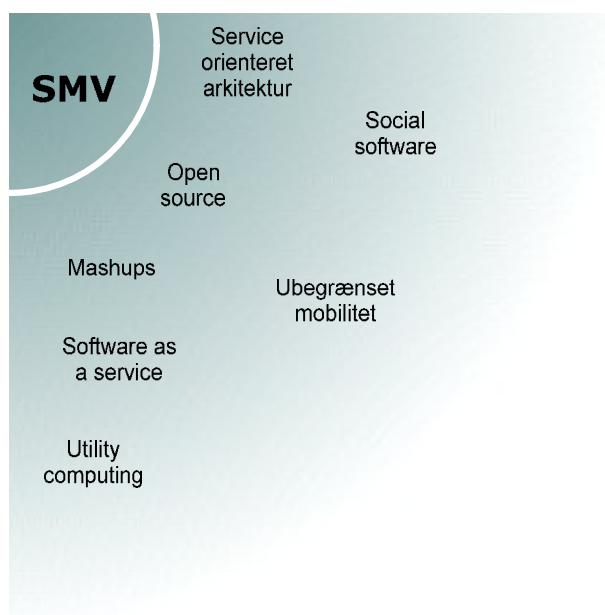 SMV
Service
orienteret
arkitektur
Social
software
Open
source
Mashups
Ubegrænset
mobilitet
Software as
a service
Utility
computing